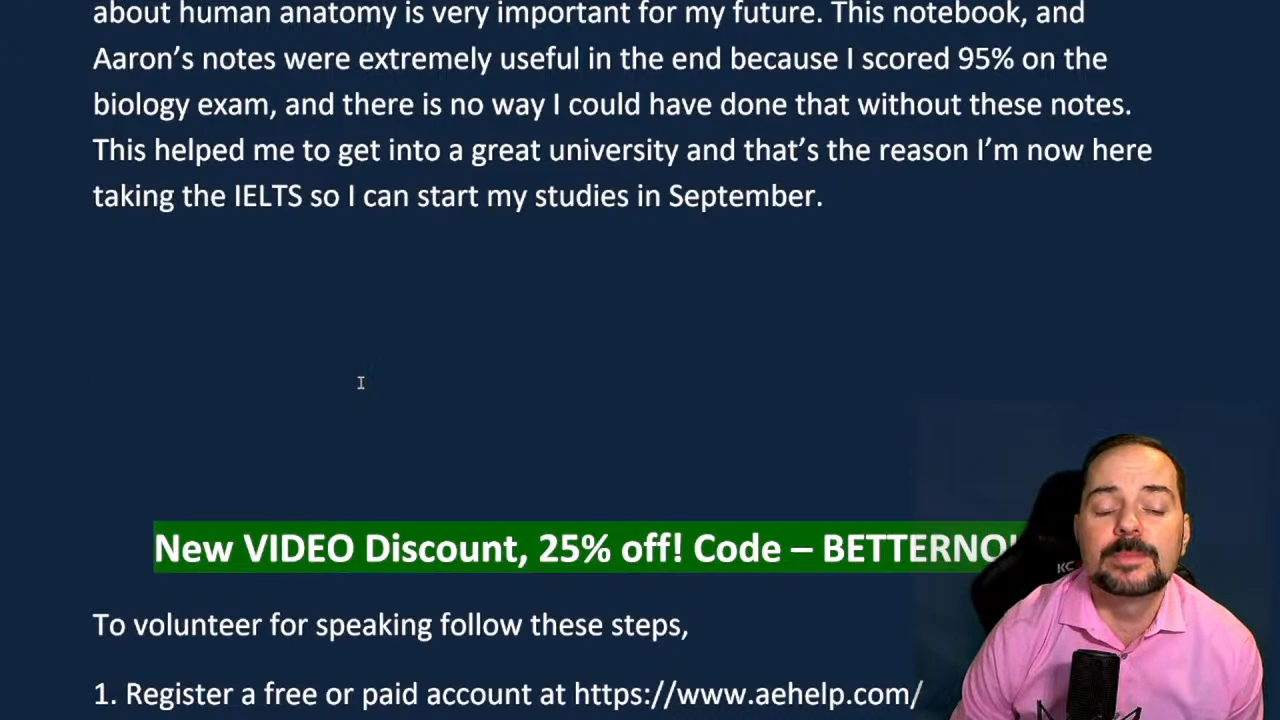 about human anatomy is very important for my future. This notebook, and
Aaron’s notes were extremely useful in the end because I scored 95% on the
biology exam, and there is no way I could have done that without these notes.
This helped me to get into a great university and that’s the reason I’m now here
taking the IELTS so I can start my studies in September.
New VIDEO Discount, 25% off! Code –
To volunteer for speaking follow these steps,
1. Register a free or paid account at https://www.aehelp.com/
KC